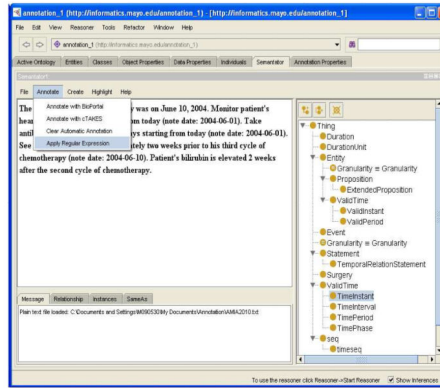 annotation_1 (http://informatics.mayo.edu/annotation_1) - [http://informatics.mayo.edu/annotation_1]
File Edit View Reasoner Tools Refactor Window Help
annotation_1 (http://informatics.mayo.edu/annotation_1)
Active Ontology Entities Classes Object Properties Data Properties Individuals Semantator Annotation Properties
Semantator
File Annotate Create Highlight Help
Annotate with BioPortal
Annotate with cTAKES
Clear Automatic Annotation
Apply Regular Expression
The was on June 10, 2004. Monitor patient's
hear today (note date: 2004-06-01). Take
antil ys starting from today (note date: 2004-06-01).
See tely two weeks prior to his third cycle of
chemotherapy (note date: 2004-06-10). Patient's bilirubin is elevated 2 weeks
after the second cycle of chemotherapy.
Thing
Duration
DurationUnit
Entity
Granularity ≡ Granularity
Proposition
ExtendedProposition
ValidTime
ValidInstant
ValidPeriod
Event
Granularity ≡ Granularity
Statement
TemporalRelationStatement
Surgery
ValidTime
TimeInstant
TimeInterval
TimePeriod
TimePhase
seq
timeseq
Message Relationship Instances SameAs
Plain text file loaded: C:\Documents and Settings\M090530\My Documents\Annotation\AMIA2010.txt
To use the reasoner click Reasoner->Start Reasoner Show Inferences